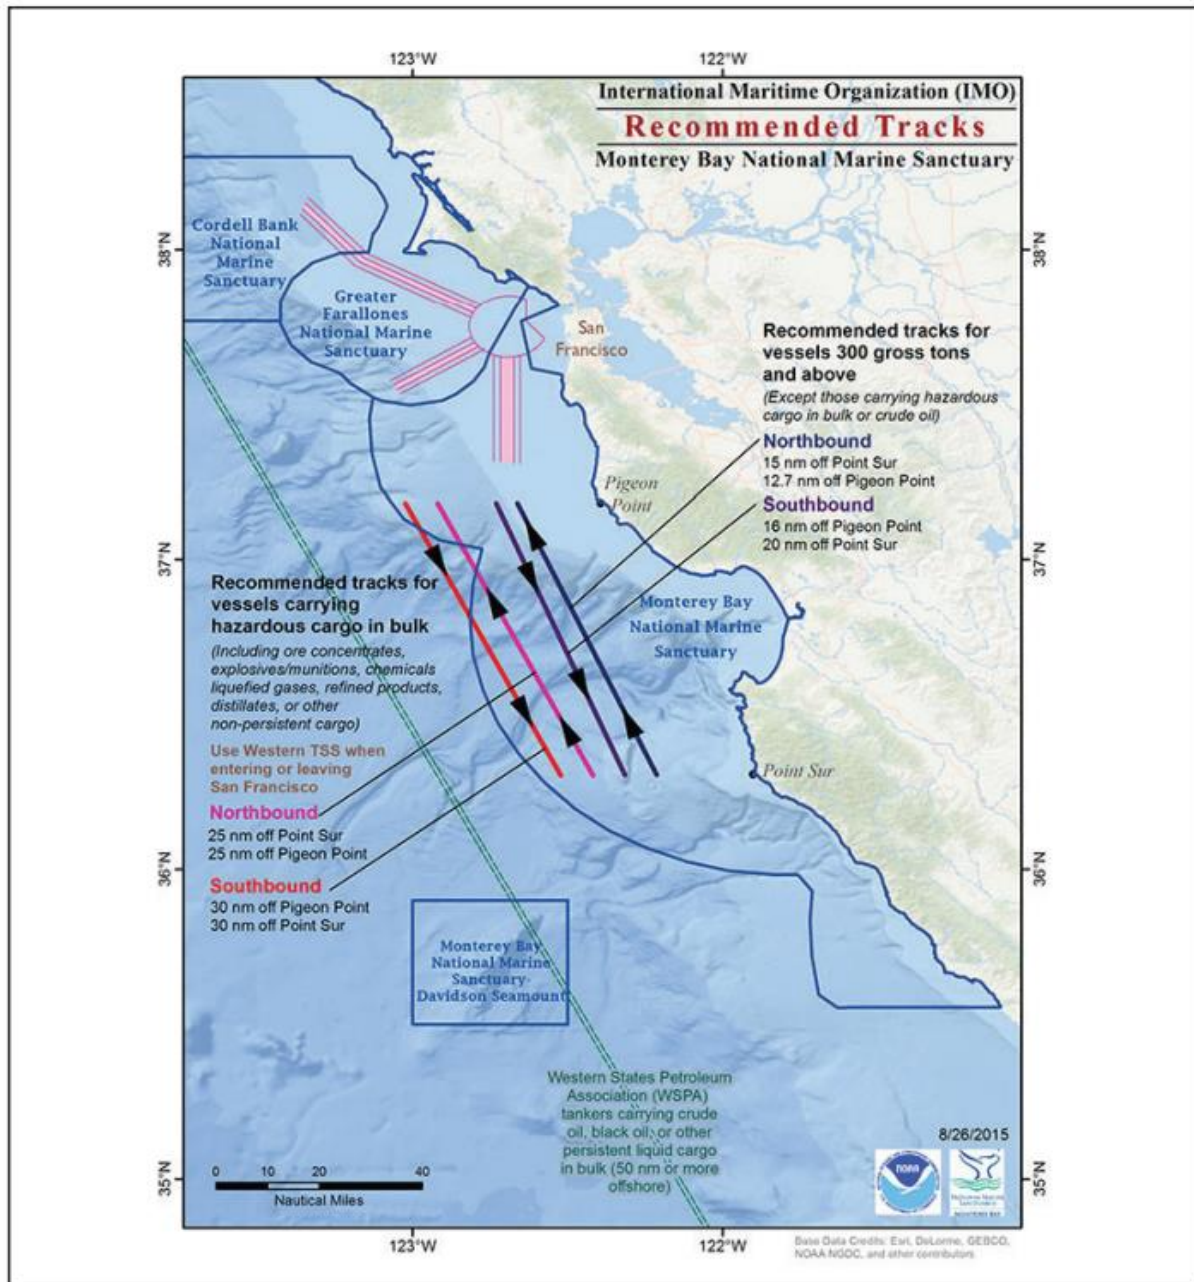 123°W
122°W
International Maritime Organization (IMO)
Recommended Tracks
Monterey Bay National Marine Sanctuary
38°N
38°N
Cordell Bank
National
Marine
Sanctuary
Greater
Farallones
National Marine
Sanctuary
San
Francisco
Recommended tracks for
vessels 300 gross tons
and above
(Except those carrying hazardous
cargo in bulk or crude oil)
Northbound
15 nm off Point Sur
12.7 nm off Pigeon Point
Southbound
16 nm off Pigeon Point
20 nm off Point Sur
Pigeon
Point
37°N
37°N
Recommended tracks for
vessels carrying
hazardous cargo in bulk
(Including ore concentrates,
explosives/munitions, chemicals
liquefied gases, refined products,
distillates, or other
non-persistent cargo)
Use Western TSS when
entering or leaving
San Francisco
Northbound
25 nm off Point Sur
25 nm off Pigeon Point
Southbound
30 nm off Pigeon Point
30 nm off Point Sur
Monterey Bay
National Marine
Sanctuary
Point Sur
36°N
36°N
Monterey Bay
National Marine
Sanctuary-
Davidson Seamount
Western States Petroleum
Association (WSPA)
tankers carrying crude
oil, black oil, or other
persistent liquid cargo
in bulk (50 nm or more
offshore)
8/26/2015
35°N
35°N
0 10 20 40
Nautical Miles
NOAA
123°W
122°W
Base Data Credits: Esri, DeLorme, GEBCO,
NOAA NGDC, and other contributors